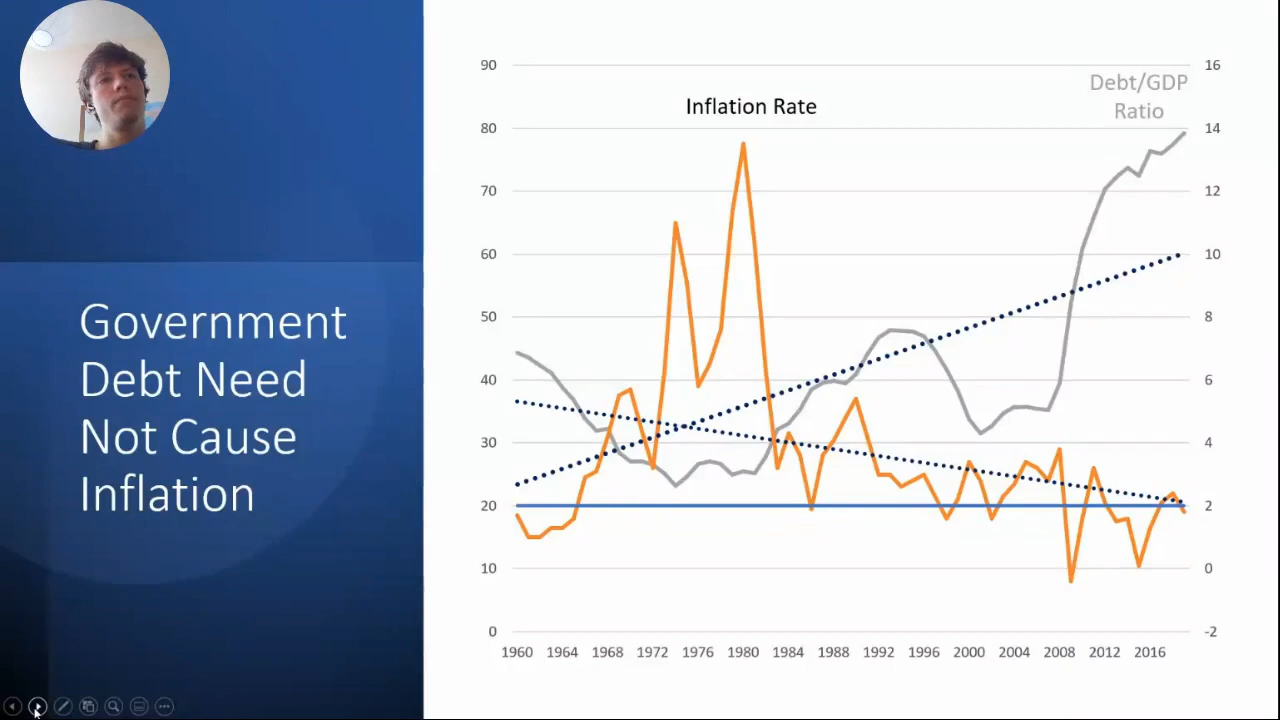 Government
Debt Need
Not Cause
Inflation
Inflation Rate
Debt/GDP
Ratio
90
80
70
60
50
40
30
20
10
0
16
14
12
10
8
6
4
2
0
-2
1960 1964 1968 1972 1976 1980 1984 1988 1992 1996 2000 2004 2008 2012 2016